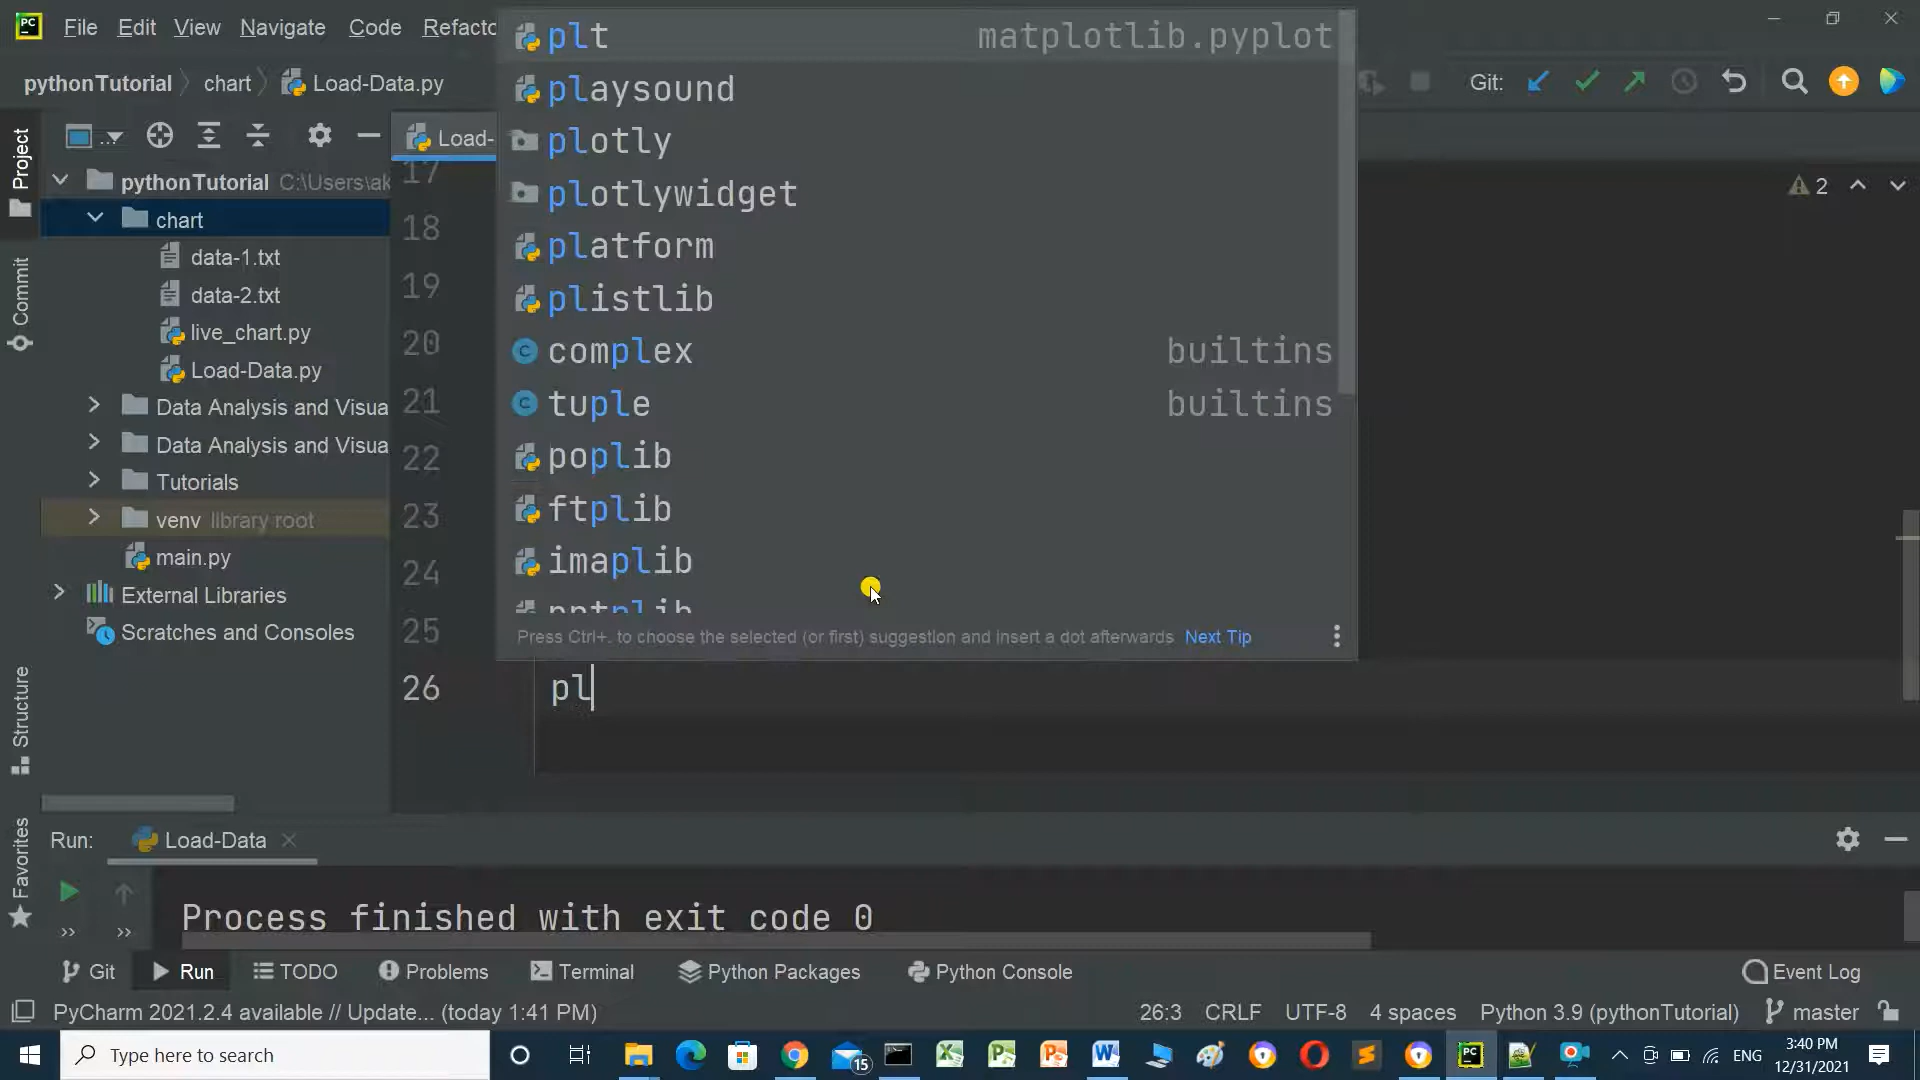 PC File Edit View Navigate Code Refacto
pythonTutorial chart Load-Data.py
Git:
Project
Commit
Structure
Favorites
pythonTutorial C:\Users\ak
chart
data-1.txt
data-2.txt
live_chart.py
Load-Data.py
Data Analysis and Visua
Data Analysis and Visua
Tutorials
venv library root
main.py
External Libraries
Scratches and Consoles
Load-
2
17
18
19
20
21
22
23
24
25
26 pl
plt matplotlib.pyplot
playsound
plotly
plotlywidget
platform
plistlib
complex builtins
tuple builtins
poplib
ftplib
imaplib
Press Ctrl+. to choose the selected (or first) suggestion and insert a dot afterwards Next Tip
Run: Load-Data
Process finished with exit code 0
Git Run TODO Problems Terminal Python Packages Python Console Event Log
PyCharm 2021.2.4 available // Update... (today 1:41 PM) 26:3 CRLF UTF-8 4 spaces Python 3.9 (pythonTutorial) master
Type here to search 15 ENG 3:40 PM
12/31/2021